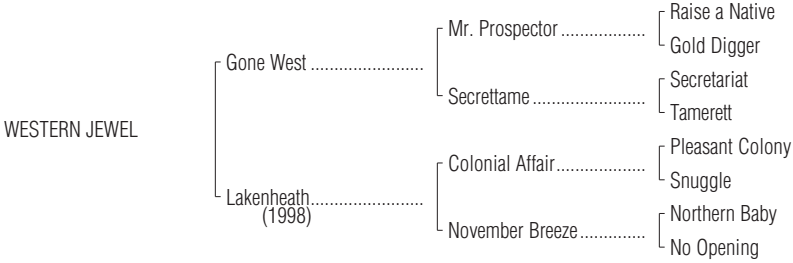 Raise a Native
Mr. Prospector ..................
Gold Digger
Gone West ........................
Secretariat
Secrettame ........................
Tamerett
WESTERN JEWEL
Pleasant Colony
Colonial Affair...................
Snuggle
Lakenheath........................
(1998)
Northern Baby
November Breeze ..............
No Opening